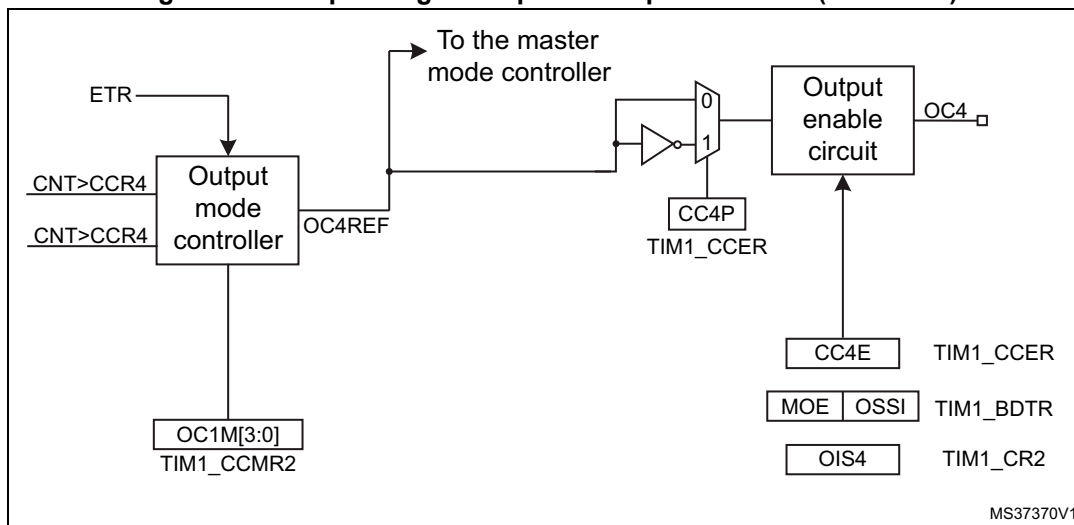 To the master
mode controller
ETR
CNT>CCR4
CNT>CCR4
Output
mode
controller
OC4REF
OC1M[3:0]
TIM1_CCMR2
0
1
CC4P
TIM1_CCER
Output
enable
circuit
OC4
CC4E TIM1_CCER
MOE OSSI TIM1_BDTR
OIS4 TIM1_CR2
MS37370V1